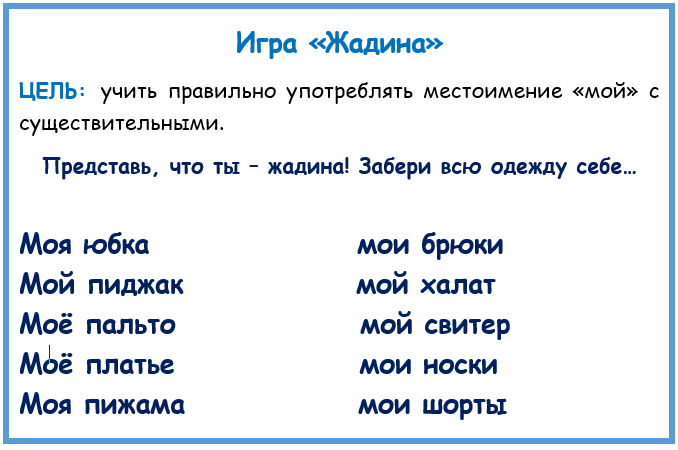 Игра «Жадина»
ЦЕЛЬ: учить правильно употреблять местоимение «мой» с
существительными.
Представь, что ты – жадина! Забери всю одежду себе…
Моя юбка мои брюки
Мой пиджак мой халат
Моё пальто мой свитер
Моё платье мои носки
Моя пижама мои шорты